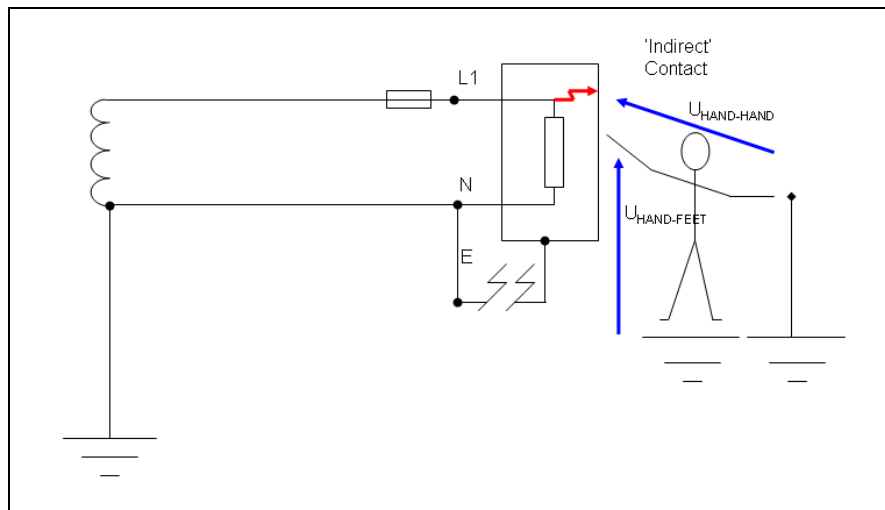 'Indirect'
Contact
L1
UHAND-HAND
N
UHAND-FEET
E